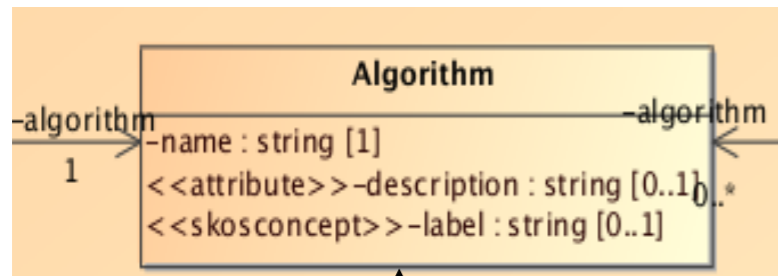 Algorithm
-algorithm
-algorithm
-name : string [1]
1
<<attribute>>-description : string [0..1]
0..*
<<skosconcept>>-label : string [0..1]